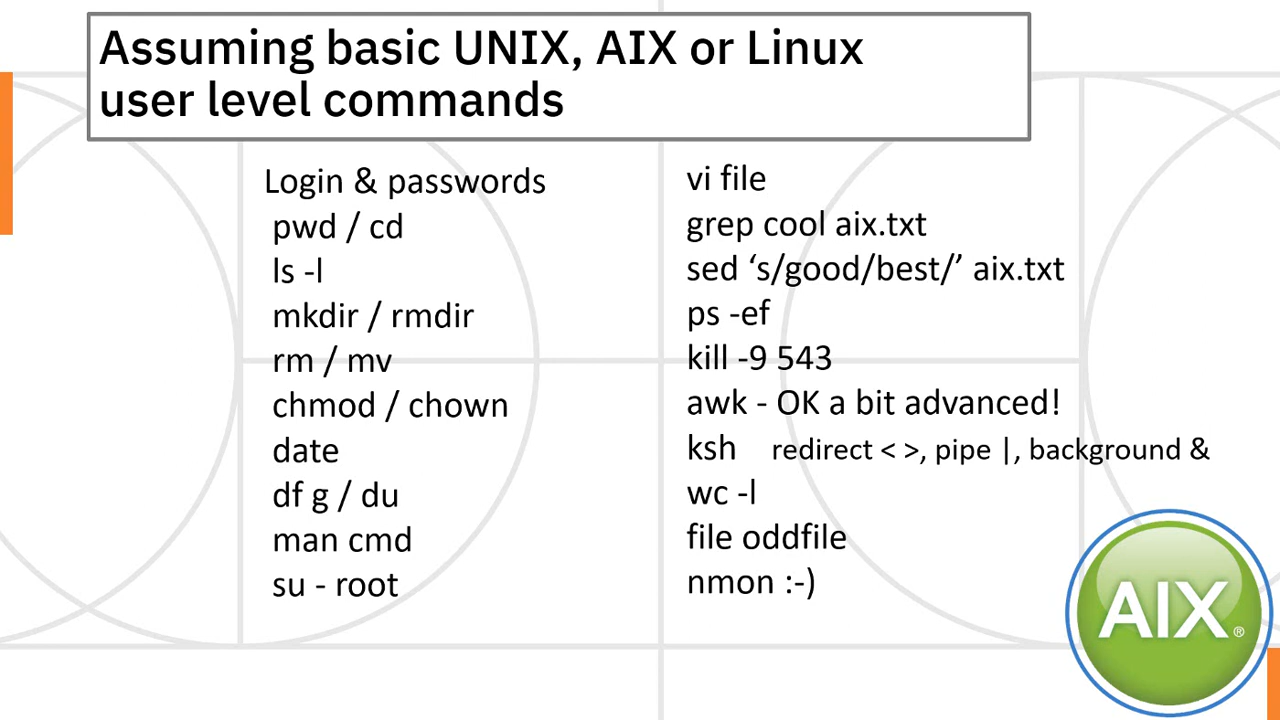 Assuming basic UNIX, AIX or Linux
user level commands
Login & passwords
pwd / cd
ls -l
mkdir / rmdir
rm / mv
chmod / chown
date
df g / du
man cmd
su - root
vi file
grep cool aix.txt
sed ‘s/good/best/’ aix.txt
ps -ef
kill -9 543
awk - OK a bit advanced!
ksh redirect < >, pipe |, background &
wc -l
file oddfile
nmon :-)
AIX®